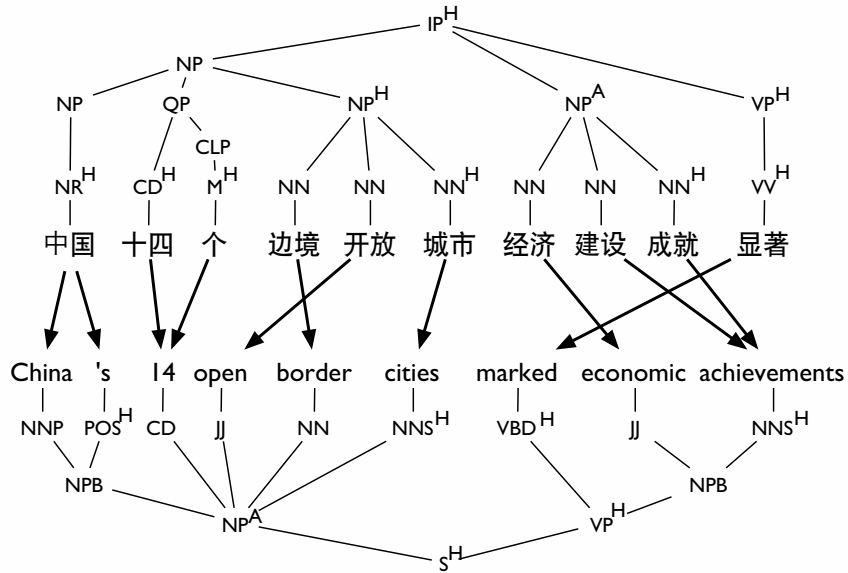 IP^H
NP
NP QP NP^H NP^A VP^H
CLP
NR^H CD^H M^H NN NN NN^H NN NN NN^H VV^H
中国 十四 个 边境 开放 城市 经济 建设 成就 显著
China 's 14 open border cities marked economic achievements
NNP POS^H CD JJ NN NNS^H VBD^H JJ NNS^H
NPB NPB
NP^A VP^H
S^H